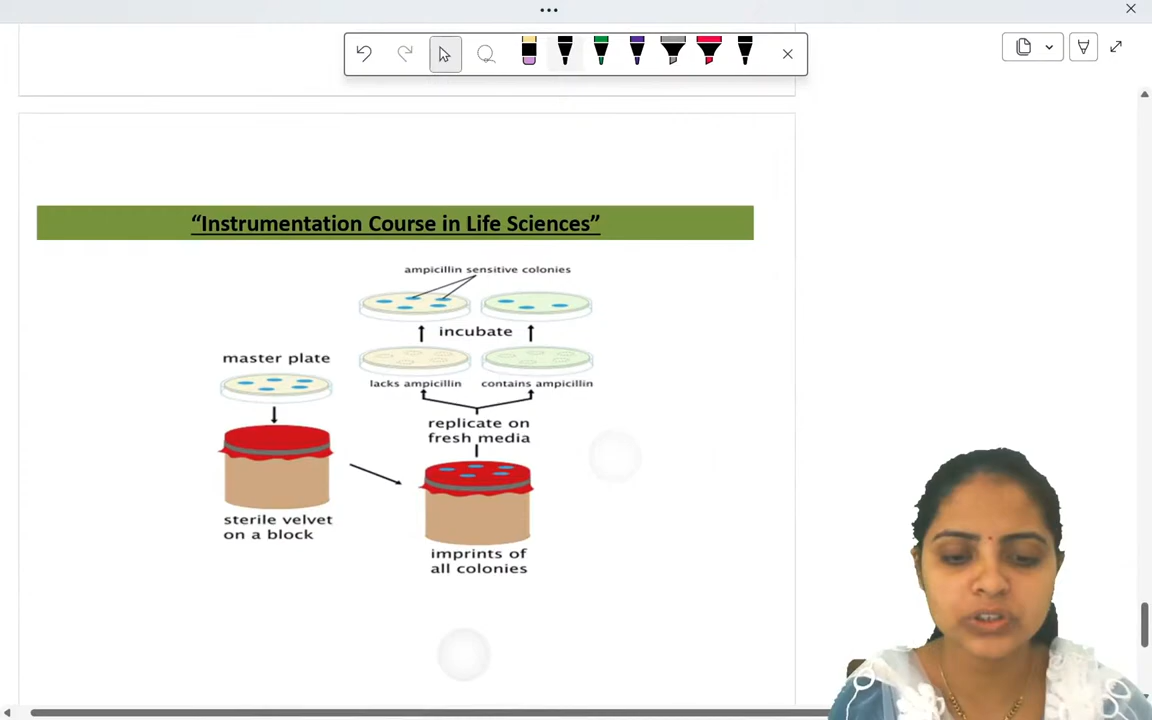 “Instrumentation Course in Life Sciences”
ampicillin sensitive colonies
incubate
master plate
lacks ampicillin
contains ampicillin
replicate on
fresh media
sterile velvet
on a block
imprints of
all colonies